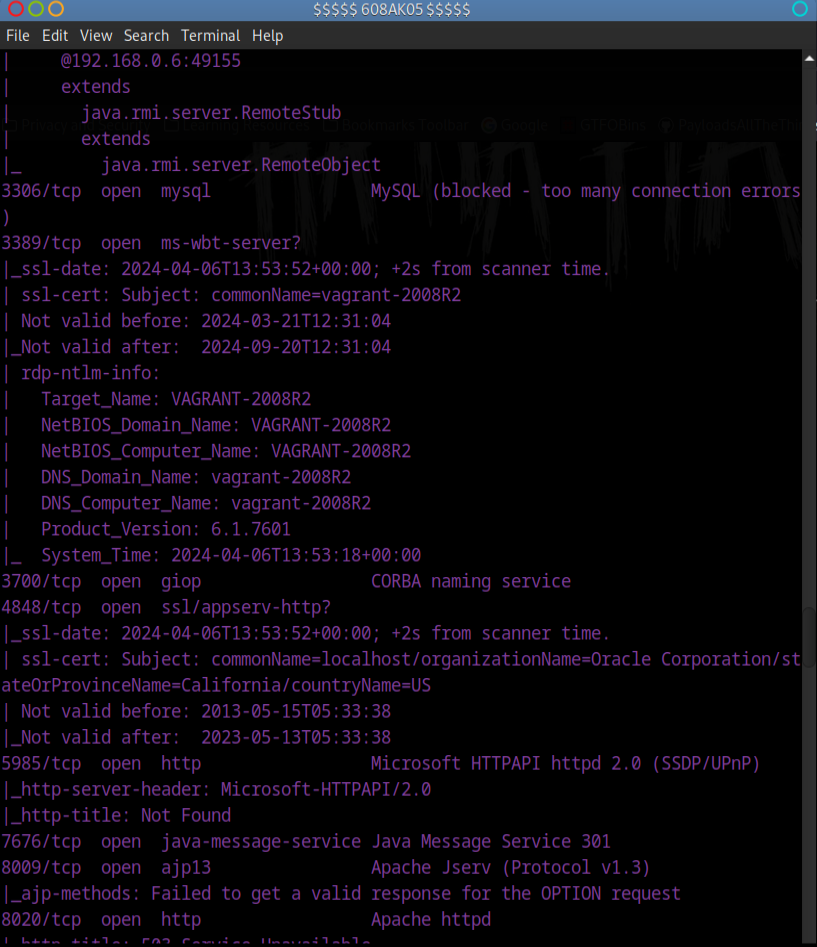 $$$$$ 608AK05 $$$$$
File Edit View Search Terminal Help
|     @192.168.0.6:49155
|     extends
|       java.rmi.server.RemoteStub
|       extends
|_        java.rmi.server.RemoteObject
3306/tcp  open  mysql                MySQL (blocked - too many connection errors
)
3389/tcp  open  ms-wbt-server?
|_ssl-date: 2024-04-06T13:53:52+00:00; +2s from scanner time.
| ssl-cert: Subject: commonName=vagrant-2008R2
| Not valid before: 2024-03-21T12:31:04
|_Not valid after:  2024-09-20T12:31:04
| rdp-ntlm-info:
|   Target_Name: VAGRANT-2008R2
|   NetBIOS_Domain_Name: VAGRANT-2008R2
|   NetBIOS_Computer_Name: VAGRANT-2008R2
|   DNS_Domain_Name: vagrant-2008R2
|   DNS_Computer_Name: vagrant-2008R2
|   Product_Version: 6.1.7601
|_  System_Time: 2024-04-06T13:53:18+00:00
3700/tcp  open  giop                 CORBA naming service
4848/tcp  open  ssl/appserv-http?
|_ssl-date: 2024-04-06T13:53:52+00:00; +2s from scanner time.
| ssl-cert: Subject: commonName=localhost/organizationName=Oracle Corporation/st
ateOrProvinceName=California/countryName=US
| Not valid before: 2013-05-15T05:33:38
|_Not valid after:  2023-05-13T05:33:38
5985/tcp  open  http                 Microsoft HTTPAPI httpd 2.0 (SSDP/UPnP)
|_http-server-header: Microsoft-HTTPAPI/2.0
|_http-title: Not Found
7676/tcp  open  java-message-service Java Message Service 301
8009/tcp  open  ajp13                Apache Jserv (Protocol v1.3)
|_ajp-methods: Failed to get a valid response for the OPTION request
8020/tcp  open  http                 Apache httpd
|_http-title: 503 Service Unavailable